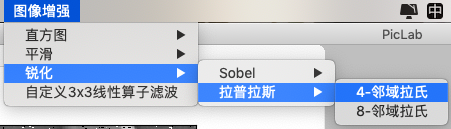 图像增强
中
PicLab
直方图
平滑
锐化
自定义3x3线性算子滤波
Sobel
拉普拉斯
4-邻域拉氏
8-邻域拉氏